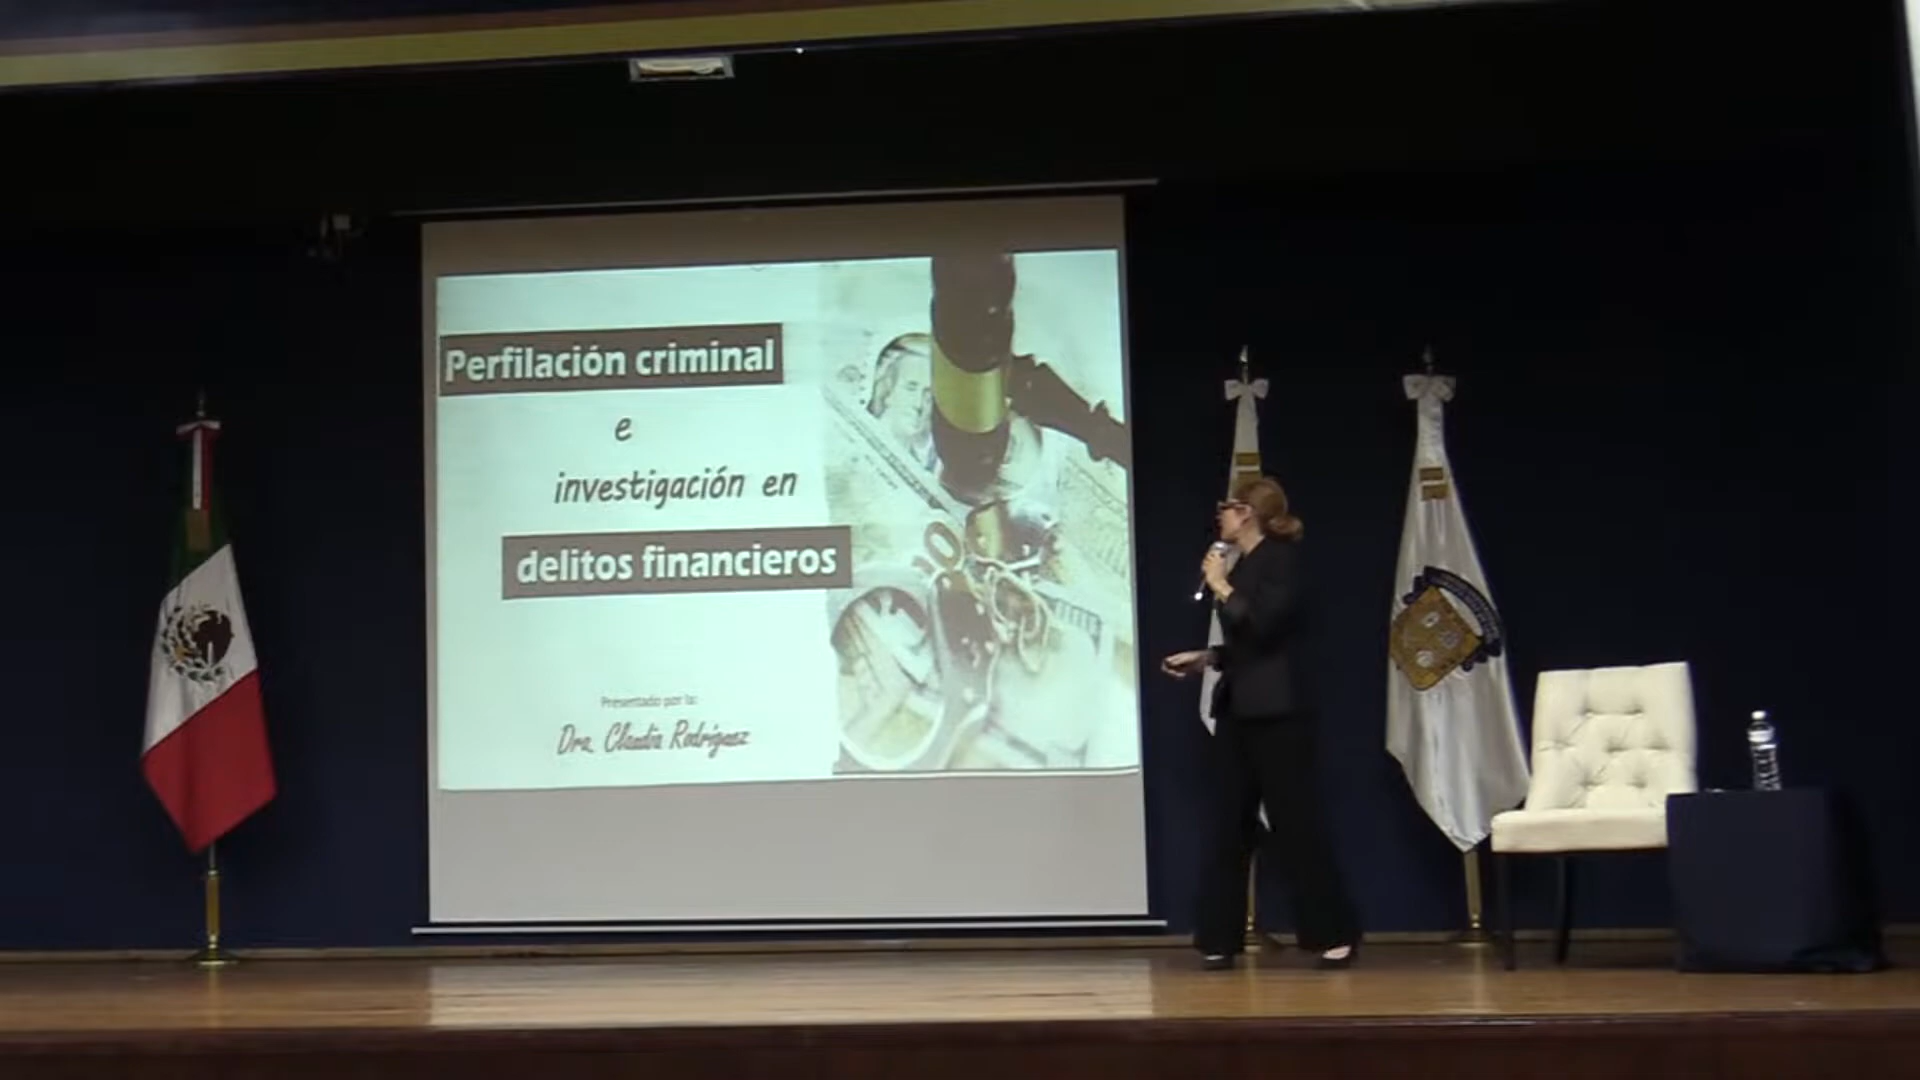 Perfilación criminal
e
investigación en
delitos financieros
Presentado por la:
Dra. Claudia Rodríguez